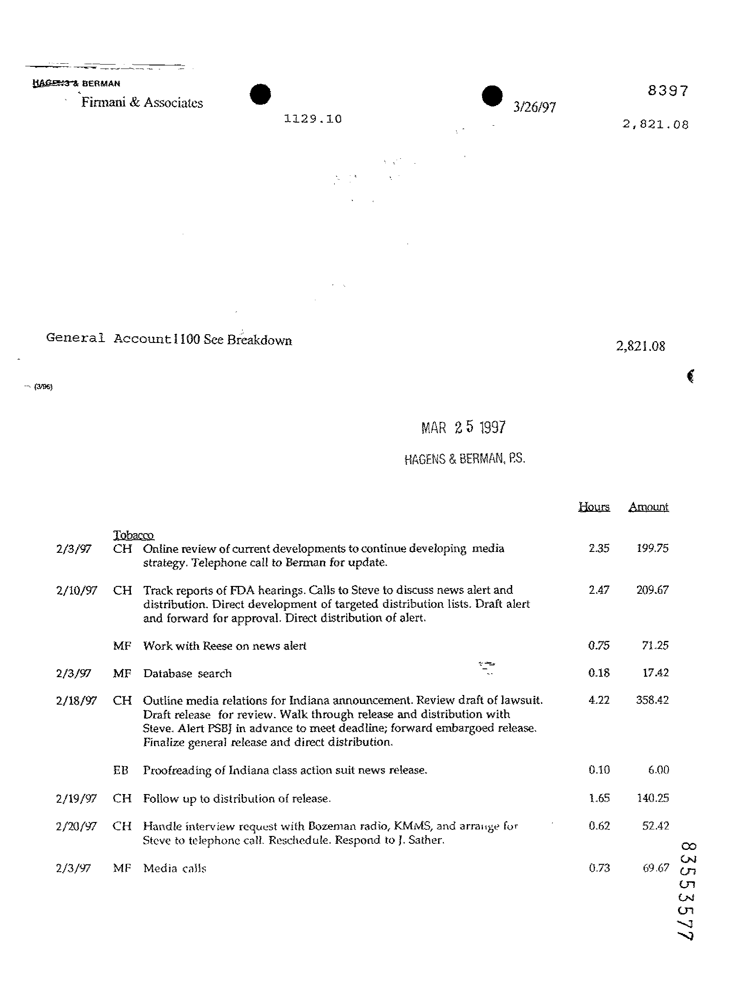 HAGENS & BERMAN
8397
Firmani & Associates
3/26/97
1129.10
2,821.08
General Account 1100 See Breakdown
2,821.08
(3/96)
MAR 25 1997
HAGENS & BERMAN, P.S.
Hours Amount
Tobacco
2/3/97 CH Online review of current developments to continue developing media 2.35 199.75
strategy. Telephone call to Berman for update.
2/10/97 CH Track reports of FDA hearings. Calls to Steve to discuss news alert and 2.47 209.67
distribution. Direct development of targeted distribution lists. Draft alert
and forward for approval. Direct distribution of alert.
MF Work with Reese on news alert 0.75 71.25
2/3/97 MF Database search 0.18 17.42
2/18/97 CH Outline media relations for Indiana announcement. Review draft of lawsuit. 4.22 358.42
Draft release for review. Walk through release and distribution with
Steve. Alert PSBJ in advance to meet deadline; forward embargoed release.
Finalize general release and direct distribution.
EB Proofreading of Indiana class action suit news release. 0.10 6.00
2/19/97 CH Follow up to distribution of release. 1.65 140.25
2/20/97 CH Handle interview request with Bozeman radio, KMMS, and arrange for 0.62 52.42
Steve to telephone call. Reschedule. Respond to J. Sather.
2/3/97 MF Media calls 0.73 69.67
83553577